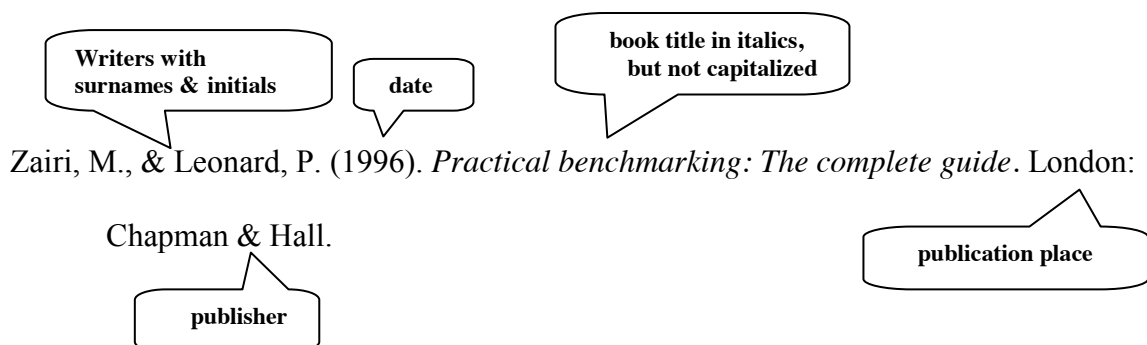 Writers with
surnames & initials
date
book title in italics,
but not capitalized
Zairi, M., & Leonard, P. (1996). Practical benchmarking: The complete guide. London:
Chapman & Hall.
publication place
publisher